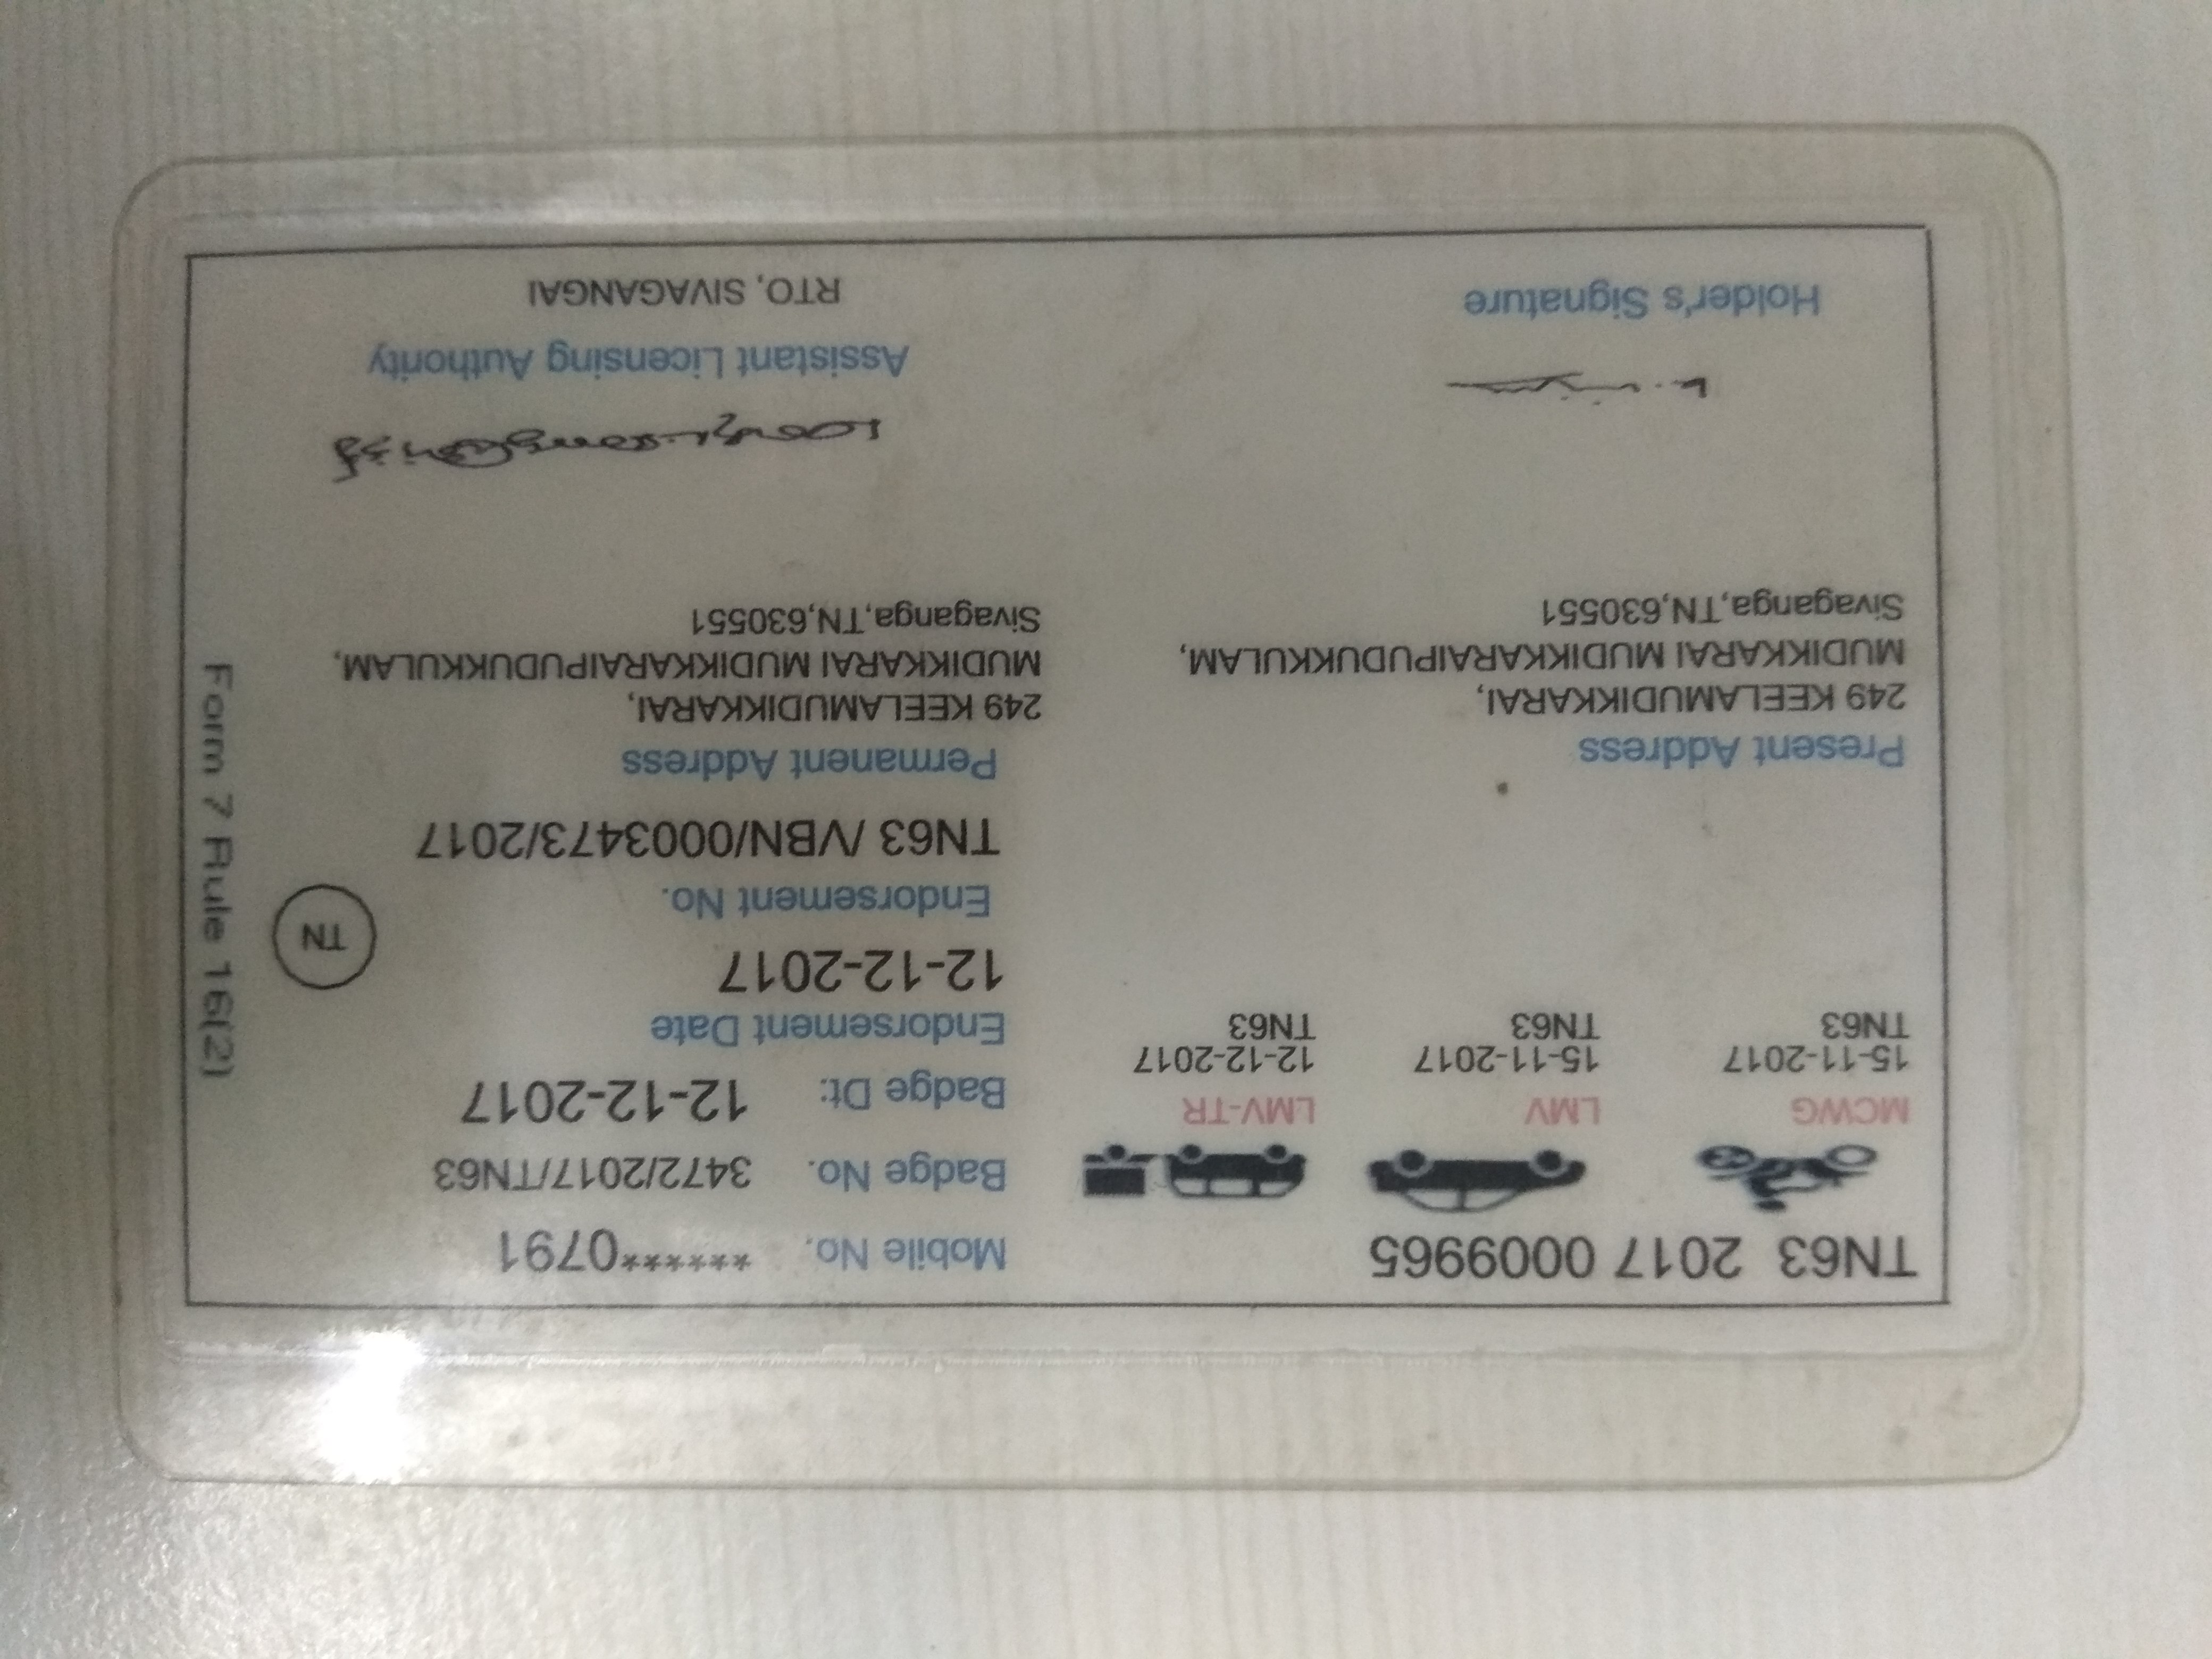 TN63 2017 0009965
MCWG
15-11-2017
TN63
LMV
15-11-2017
TN63
LMV-TR
12-12-2017
TN63
Mobile No. ******0791
Badge No. 3472/2017/TN63
Badge Dt: 12-12-2017
Endorsement Date
12-12-2017
Endorsement No.
TN63 /VBN/0003473/2017
TN
Form 7 Rule 16(2)
Present Address
249 KEELAMUDIKKARAI,
MUDIKKARAI MUDIKKARAIPUDUKKULAM,
Sivaganga,TN,630551
Permanent Address
249 KEELAMUDIKKARAI,
MUDIKKARAI MUDIKKARAIPUDUKKULAM,
Sivaganga,TN,630551
Holder's Signature
Assistant Licensing Authority
RTO, SIVAGANGAI